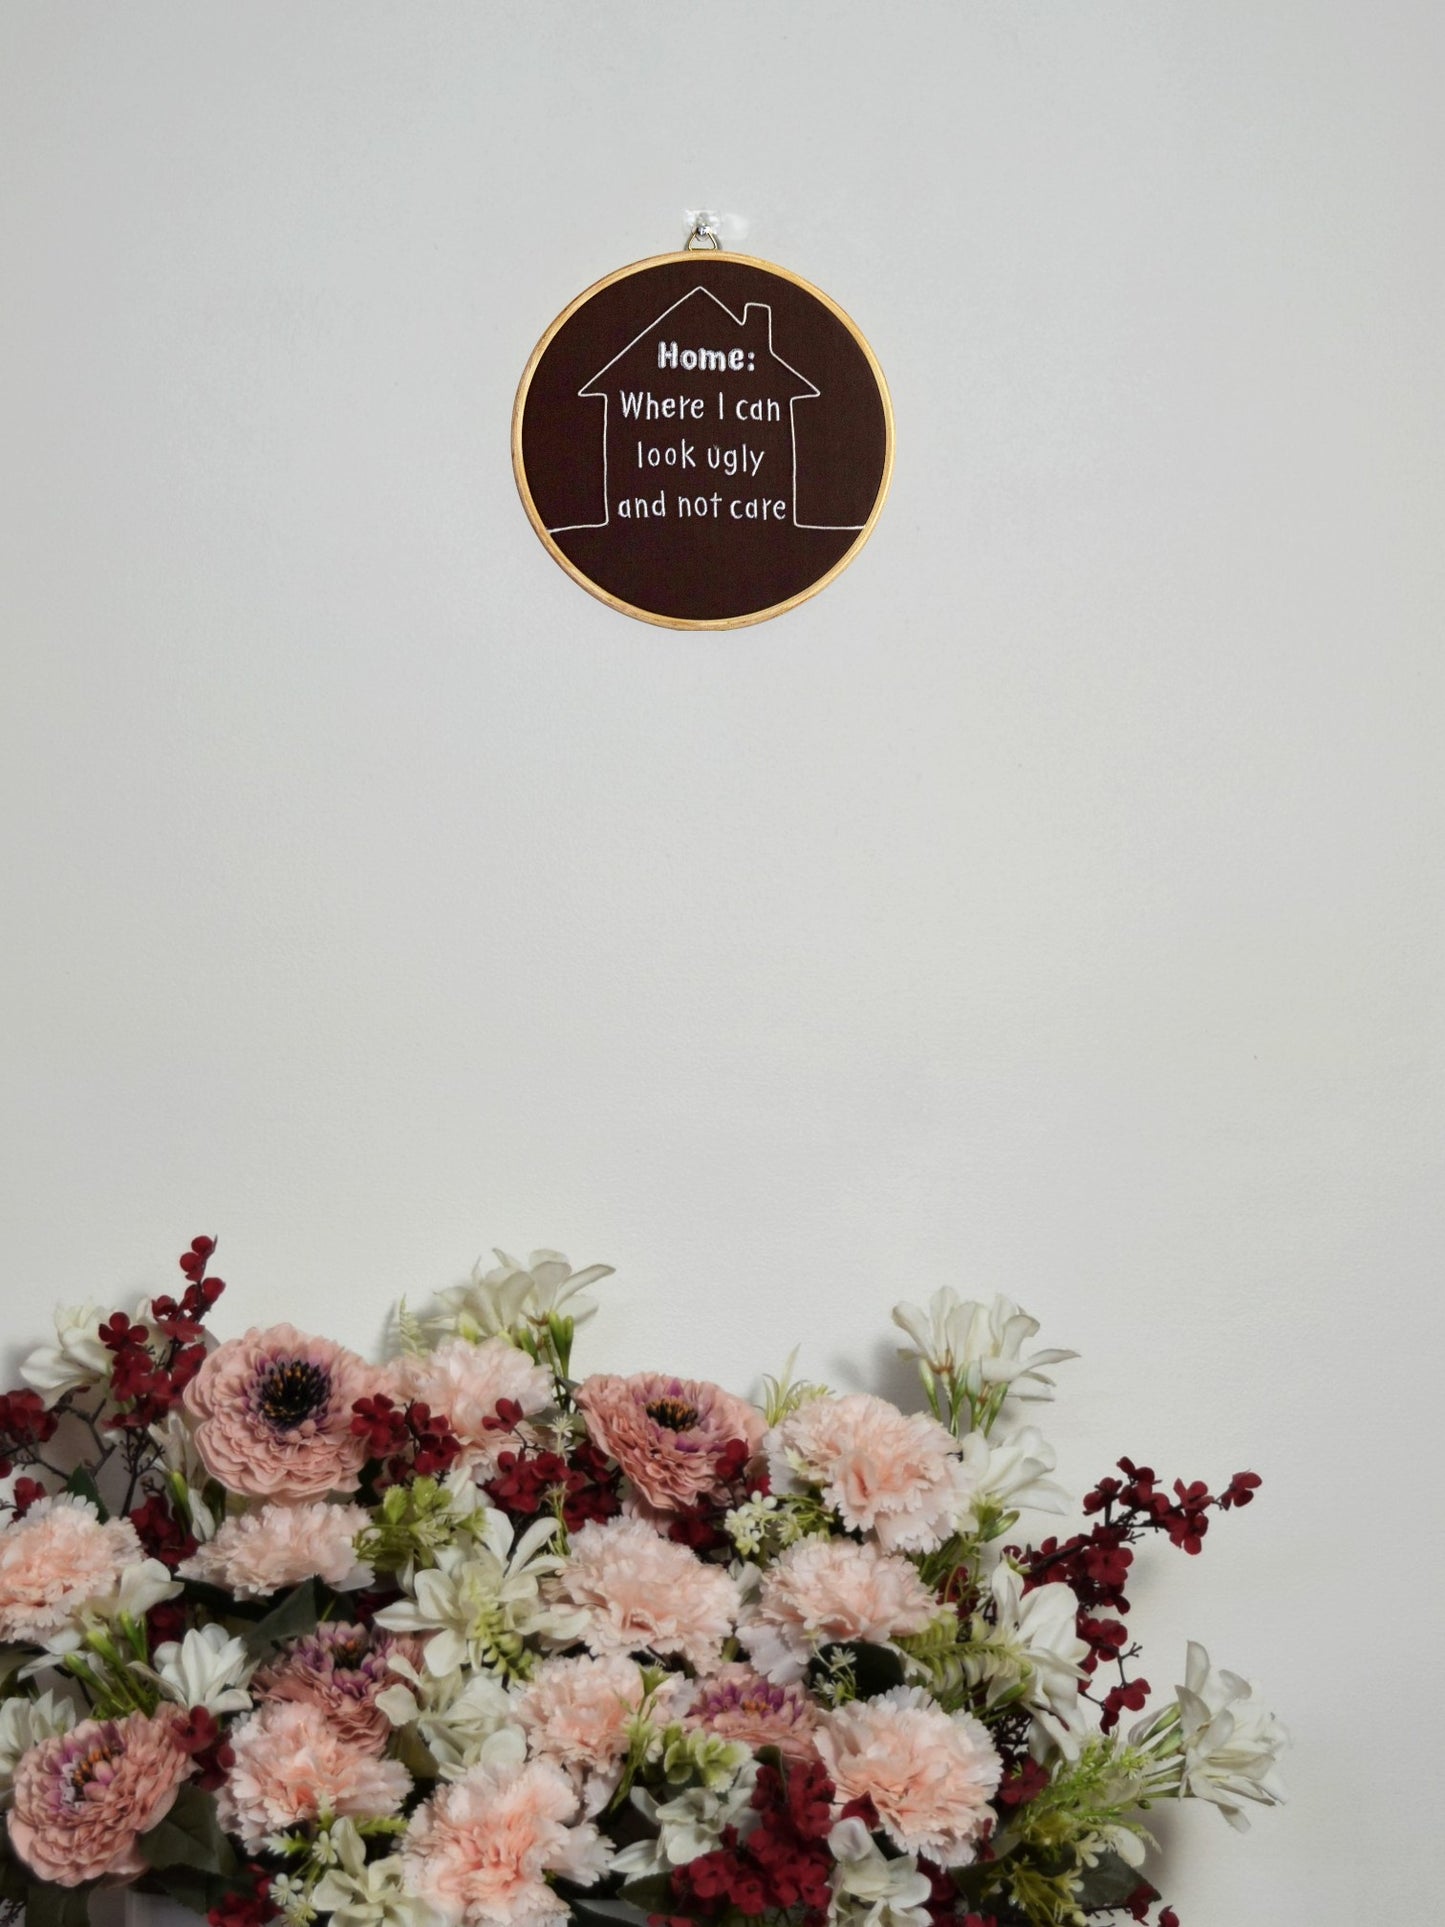 Home:
Where I can
look ugly
and not care